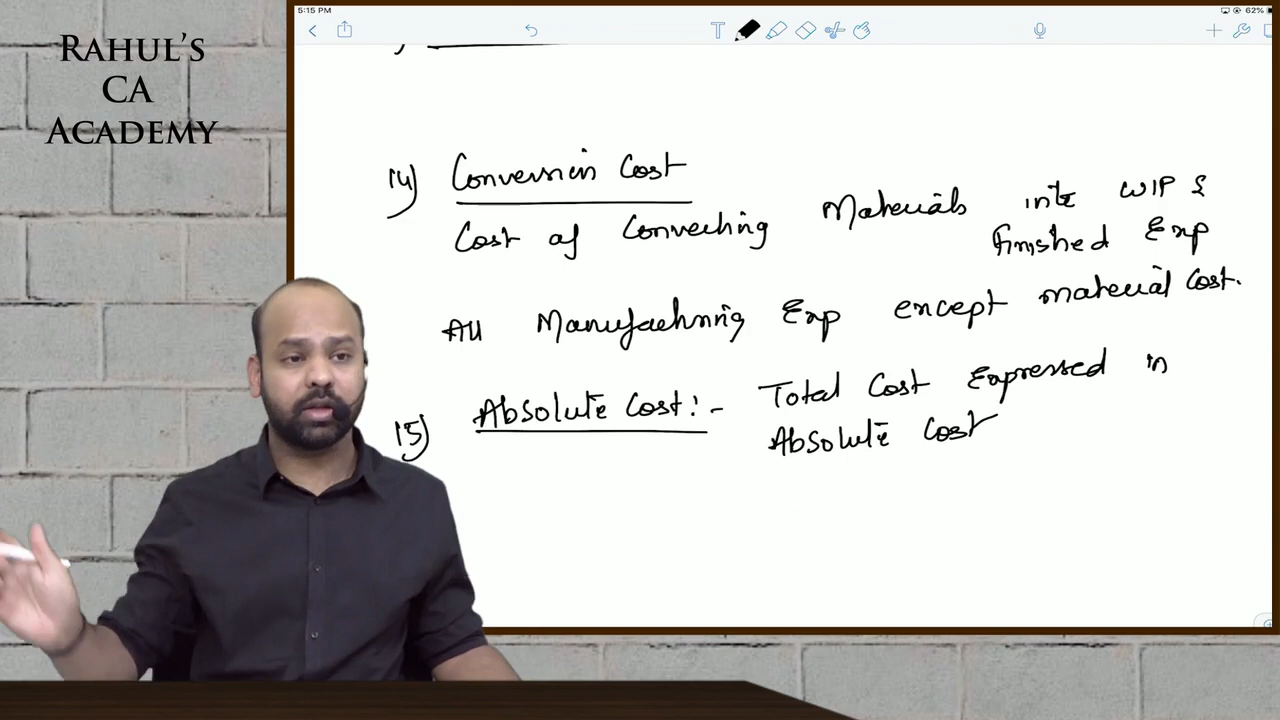 RAHUL'S
CA
ACADEMY
5:15 PM
62%
T
14) Conversion Cost
Cost of Converting Materials into WIP &
Finished Exp
All Manufacturing Exp except material Cost.
15) Absolute Cost:- Total Cost Expressed in
Absolute Cost